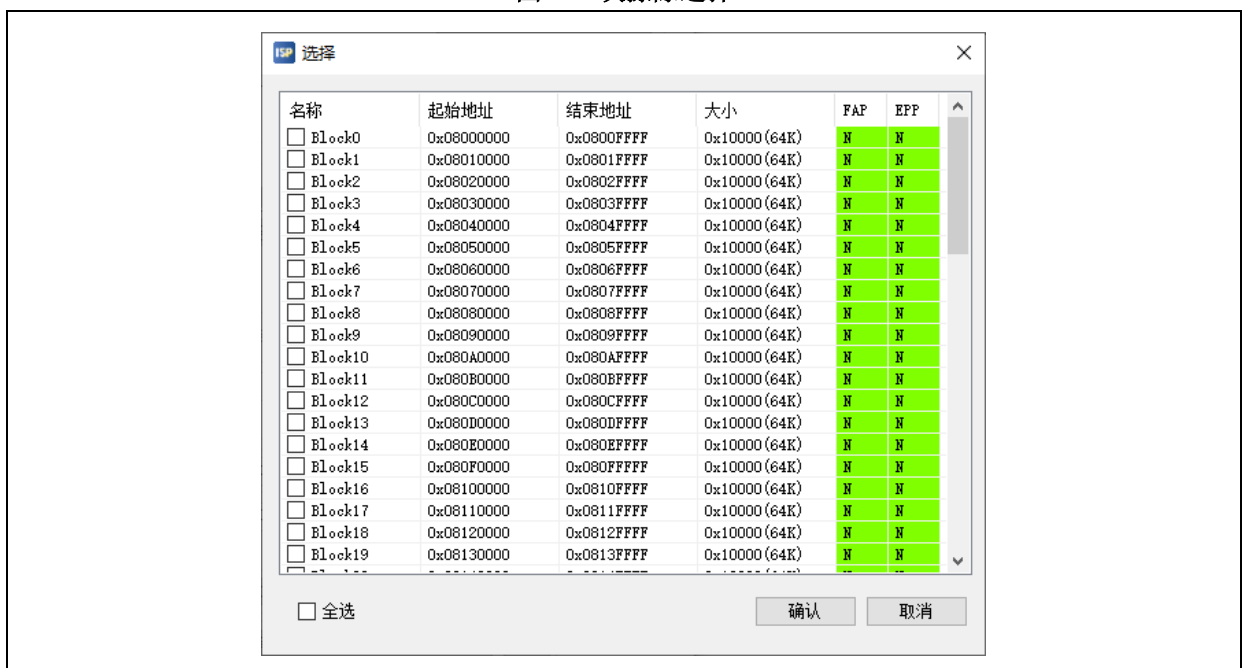 ISP 选择
名称 起始地址 结束地址 大小 FAP EPP
Block0 0x08000000 0x0800FFFF 0x10000(64K) N N
Block1 0x08010000 0x0801FFFF 0x10000(64K) N N
Block2 0x08020000 0x0802FFFF 0x10000(64K) N N
Block3 0x08030000 0x0803FFFF 0x10000(64K) N N
Block4 0x08040000 0x0804FFFF 0x10000(64K) N N
Block5 0x08050000 0x0805FFFF 0x10000(64K) N N
Block6 0x08060000 0x0806FFFF 0x10000(64K) N N
Block7 0x08070000 0x0807FFFF 0x10000(64K) N N
Block8 0x08080000 0x0808FFFF 0x10000(64K) N N
Block9 0x08090000 0x0809FFFF 0x10000(64K) N N
Block10 0x080A0000 0x080AFFFF 0x10000(64K) N N
Block11 0x080B0000 0x080BFFFF 0x10000(64K) N N
Block12 0x080C0000 0x080CFFFF 0x10000(64K) N N
Block13 0x080D0000 0x080DFFFF 0x10000(64K) N N
Block14 0x080E0000 0x080EFFFF 0x10000(64K) N N
Block15 0x080F0000 0x080FFFFF 0x10000(64K) N N
Block16 0x08100000 0x0810FFFF 0x10000(64K) N N
Block17 0x08110000 0x0811FFFF 0x10000(64K) N N
Block18 0x08120000 0x0812FFFF 0x10000(64K) N N
Block19 0x08130000 0x0813FFFF 0x10000(64K) N N
全选 确认 取消